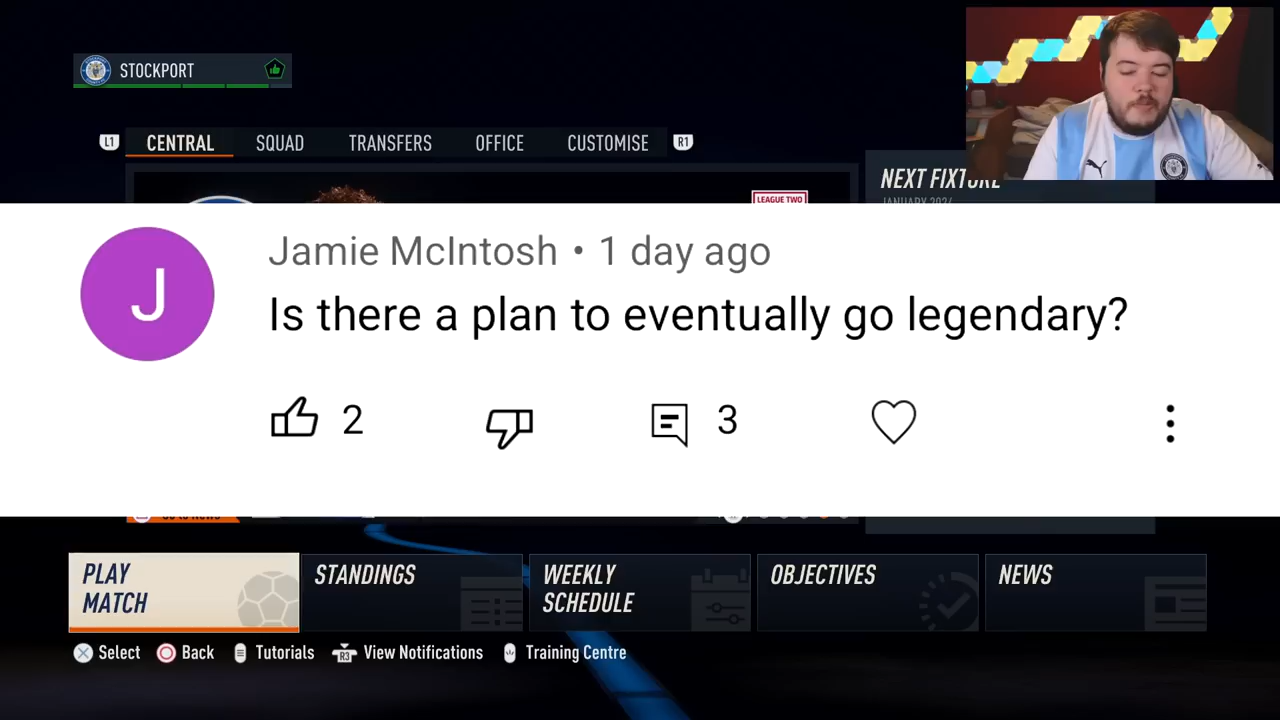 STOCKPORT
L1 CENTRAL SQUAD TRANSFERS OFFICE CUSTOMISE R1
NEXT FIXTURE
JANUARY 2024
LEAGUE TWO
J
Jamie McIntosh • 1 day ago
Is there a plan to eventually go legendary?
2 3
PLAY MATCH
STANDINGS
WEEKLY SCHEDULE
OBJECTIVES
NEWS
Select Back Tutorials R3 View Notifications Training Centre